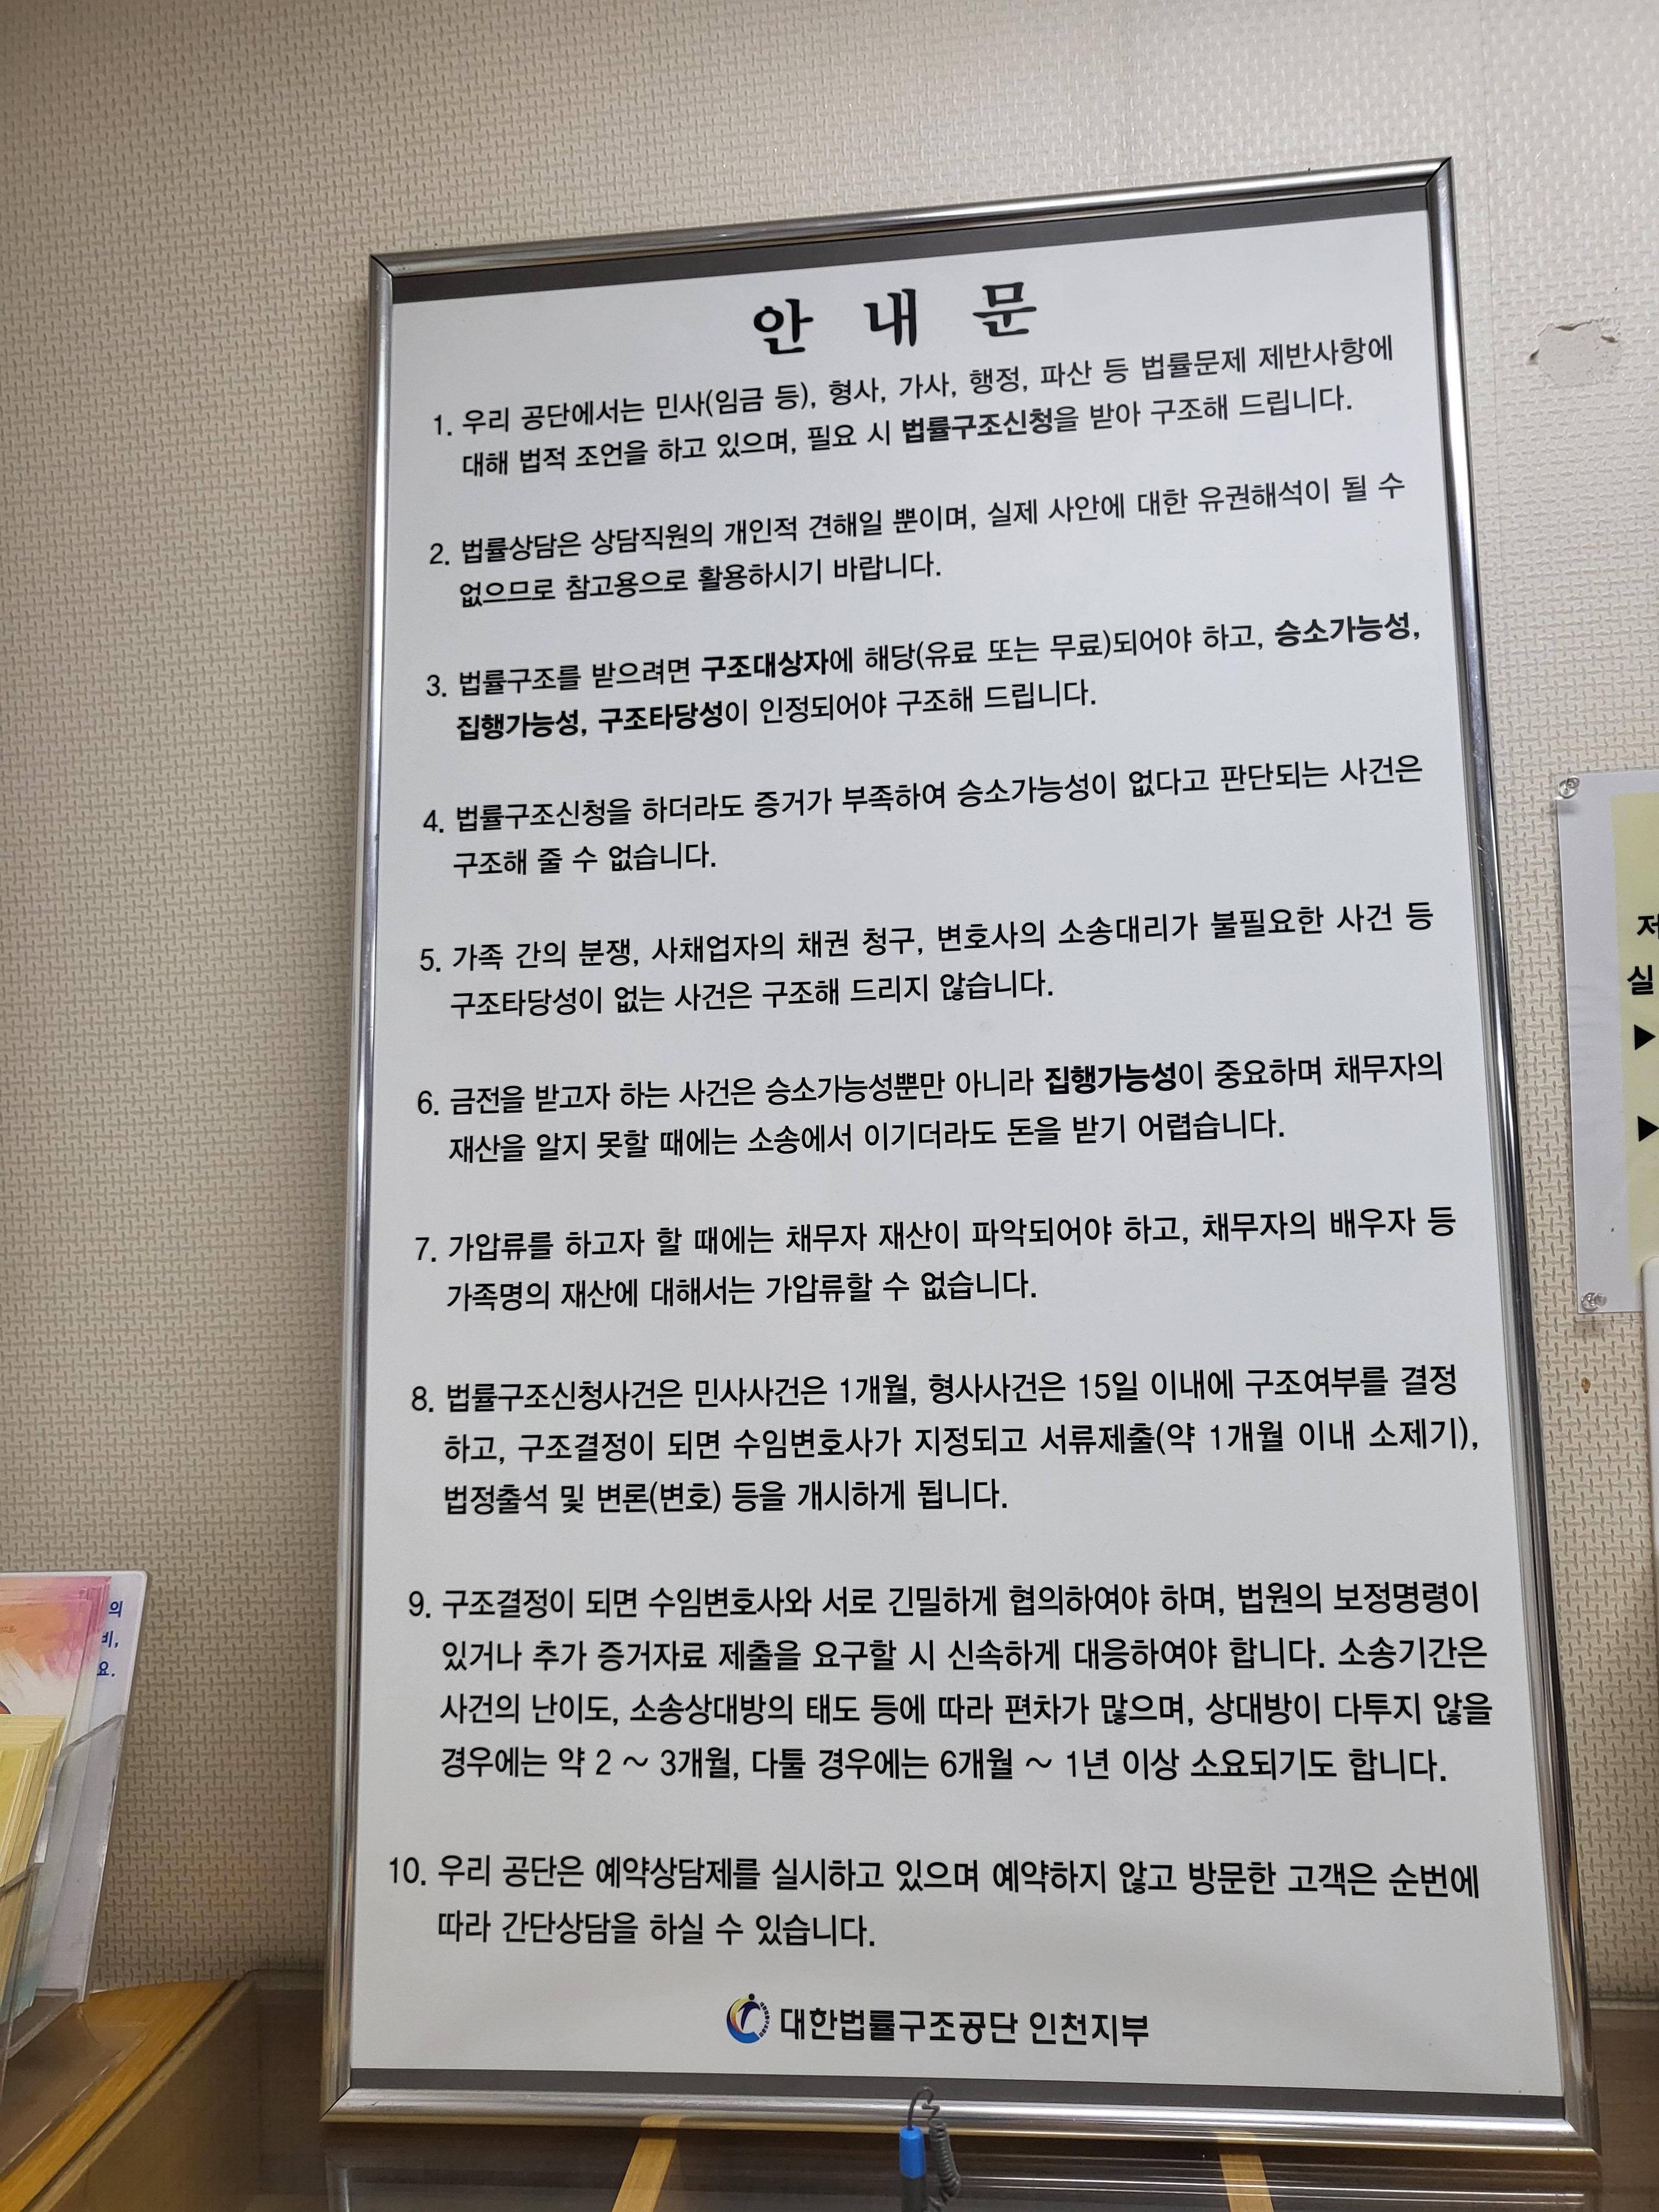 안 내 문
1. 우리 공단에서는 민사(임금 등), 형사, 가사, 행정, 파산 등 법률문제 제반사항에
대해 법적 조언을 하고 있으며, 필요 시 법률구조신청을 받아 구조해 드립니다.
2. 법률상담은 상담직원의 개인적 견해일 뿐이며, 실제 사안에 대한 유권해석이 될 수
없으므로 참고용으로 활용하시기 바랍니다.
3. 법률구조를 받으려면 구조대상자에 해당(유료 또는 무료)되어야 하고, 승소가능성,
집행가능성, 구조타당성이 인정되어야 구조해 드립니다.
4. 법률구조신청을 하더라도 증거가 부족하여 승소가능성이 없다고 판단되는 사건은
구조해 줄 수 없습니다.
5. 가족 간의 분쟁, 사채업자의 채권 청구, 변호사의 소송대리가 불필요한 사건 등
구조타당성이 없는 사건은 구조해 드리지 않습니다.
6. 금전을 받고자 하는 사건은 승소가능성뿐만 아니라 집행가능성이 중요하며 채무자의
재산을 알지 못할 때에는 소송에서 이기더라도 돈을 받기 어렵습니다.
7. 가압류를 하고자 할 때에는 채무자 재산이 파악되어야 하고, 채무자의 배우자 등
가족명의 재산에 대해서는 가압류할 수 없습니다.
8. 법률구조신청사건은 민사사건은 1개월, 형사사건은 15일 이내에 구조여부를 결정
하고, 구조결정이 되면 수임변호사가 지정되고 서류제출(약 1개월 이내 소제기),
법정출석 및 변론(변호) 등을 개시하게 됩니다.
9. 구조결정이 되면 수임변호사와 서로 긴밀하게 협의하여야 하며, 법원의 보정명령이
있거나 추가 증거자료 제출을 요구할 시 신속하게 대응하여야 합니다. 소송기간은
사건의 난이도, 소송상대방의 태도 등에 따라 편차가 많으며, 상대방이 다투지 않을
경우에는 약 2 ~ 3개월, 다툴 경우에는 6개월 ~ 1년 이상 소요되기도 합니다.
10. 우리 공단은 예약상담제를 실시하고 있으며 예약하지 않고 방문한 고객은 순번에
따라 간단상담을 하실 수 있습니다.
대한법률구조공단 인천지부
실
▶
▶
의
비,
요.